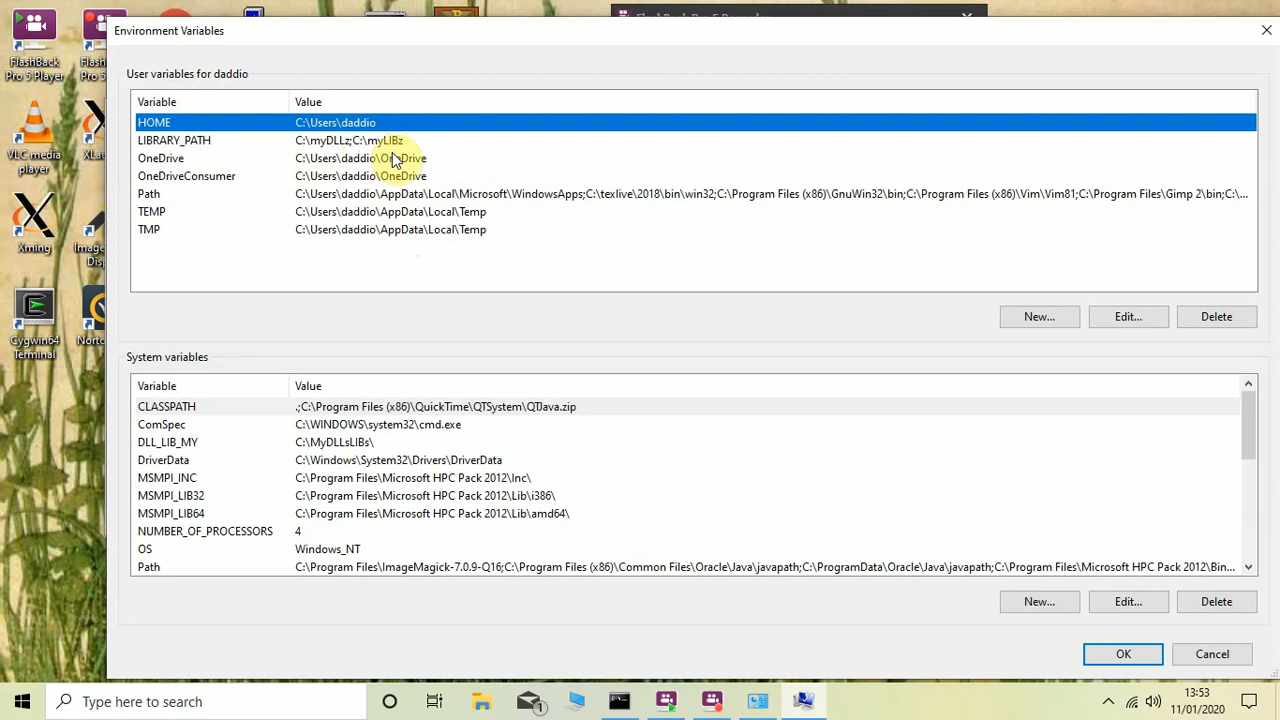 Environment Variables
FlashBack
Pro 5 Player
User variables for daddio
Variable Value
HOME C:\Users\daddio
LIBRARY_PATH C:\myDLLz;C:\myLIBz
OneDrive C:\Users\daddio\OneDrive
OneDriveConsumer C:\Users\daddio\OneDrive
Path C:\Users\daddio\AppData\Local\Microsoft\WindowsApps;C:\texlive\2018\bin\win32;C:\Program Files (x86)\GnuWin32\bin;C:\Program Files (x86)\Vim\Vim81;C:\Program Files\Gimp 2\bin;C:\...
TEMP C:\Users\daddio\AppData\Local\Temp
TMP C:\Users\daddio\AppData\Local\Temp
VLC media
player
Xming
Cygwin64
Terminal
New... Edit... Delete
System variables
Variable Value
CLASSPATH .;C:\Program Files (x86)\QuickTime\QTSystem\QTJava.zip
ComSpec C:\WINDOWS\system32\cmd.exe
DLL_LIB_MY C:\MyDLLsLIBs\
DriverData C:\Windows\System32\Drivers\DriverData
MSMPI_INC C:\Program Files\Microsoft HPC Pack 2012\Inc\
MSMPI_LIB32 C:\Program Files\Microsoft HPC Pack 2012\Lib\i386\
MSMPI_LIB64 C:\Program Files\Microsoft HPC Pack 2012\Lib\amd64\
NUMBER_OF_PROCESSORS 4
OS Windows_NT
Path C:\Program Files\ImageMagick-7.0.9-Q16;C:\Program Files (x86)\Common Files\Oracle\Java\javapath;C:\ProgramData\Oracle\Java\javapath;C:\Program Files\Microsoft HPC Pack 2012\Bin...
New... Edit... Delete
OK Cancel
Type here to search
1
13:53
11/01/2020